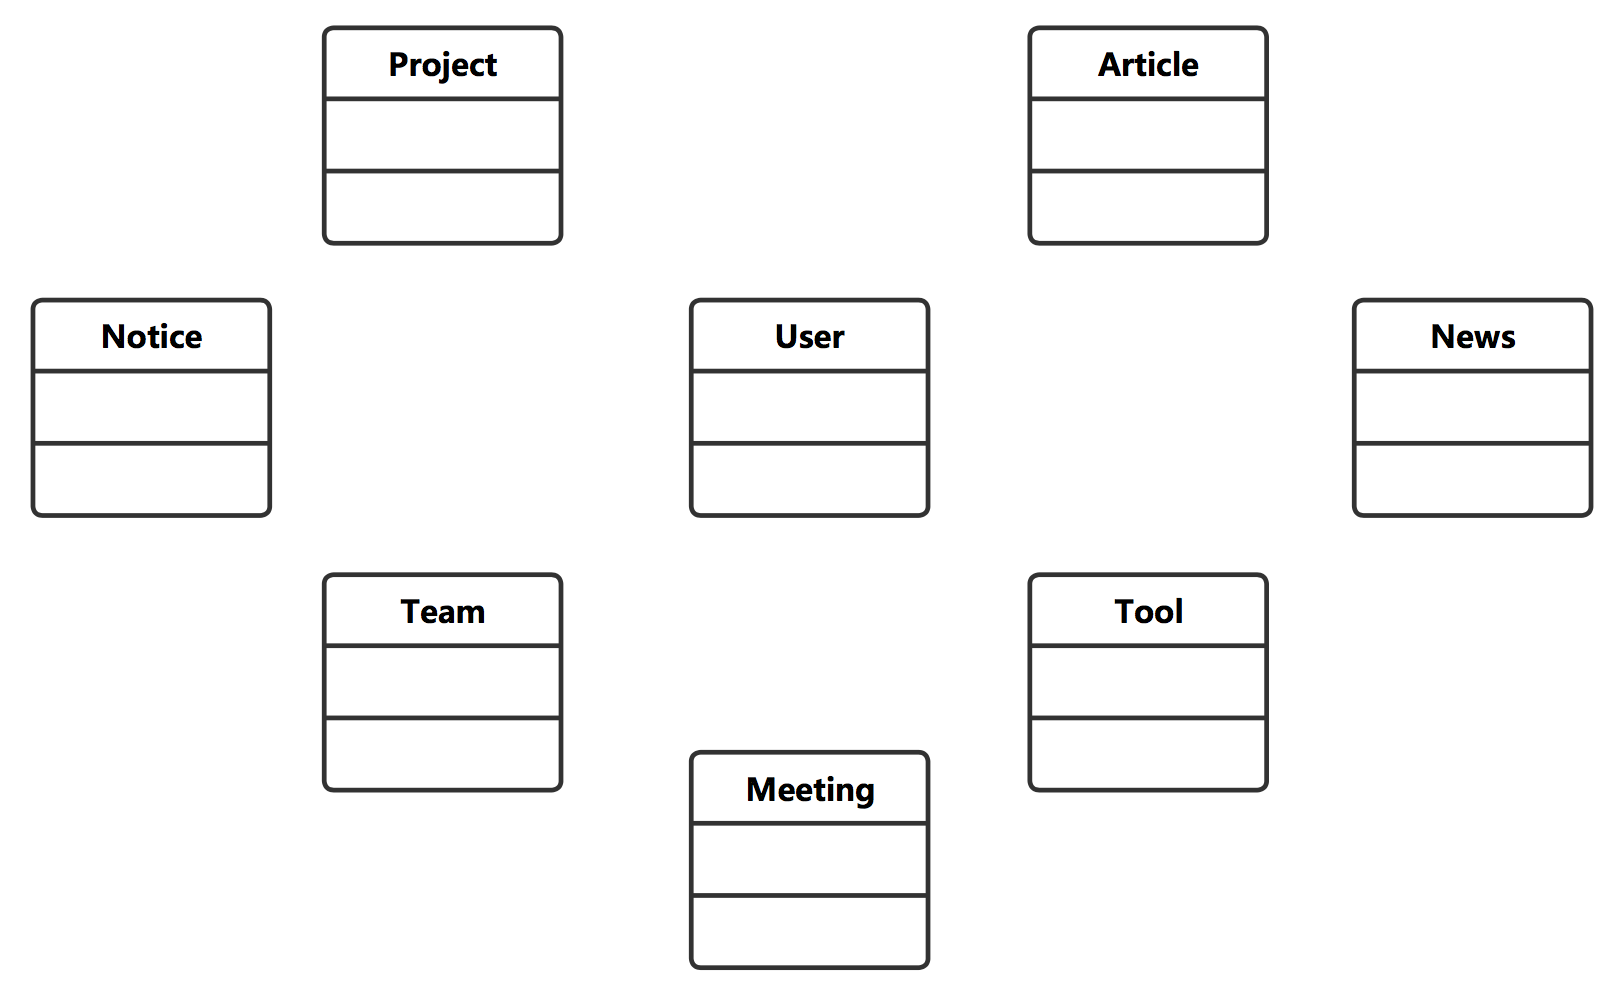 Project
Article
Notice
User
News
Team
Tool
Meeting